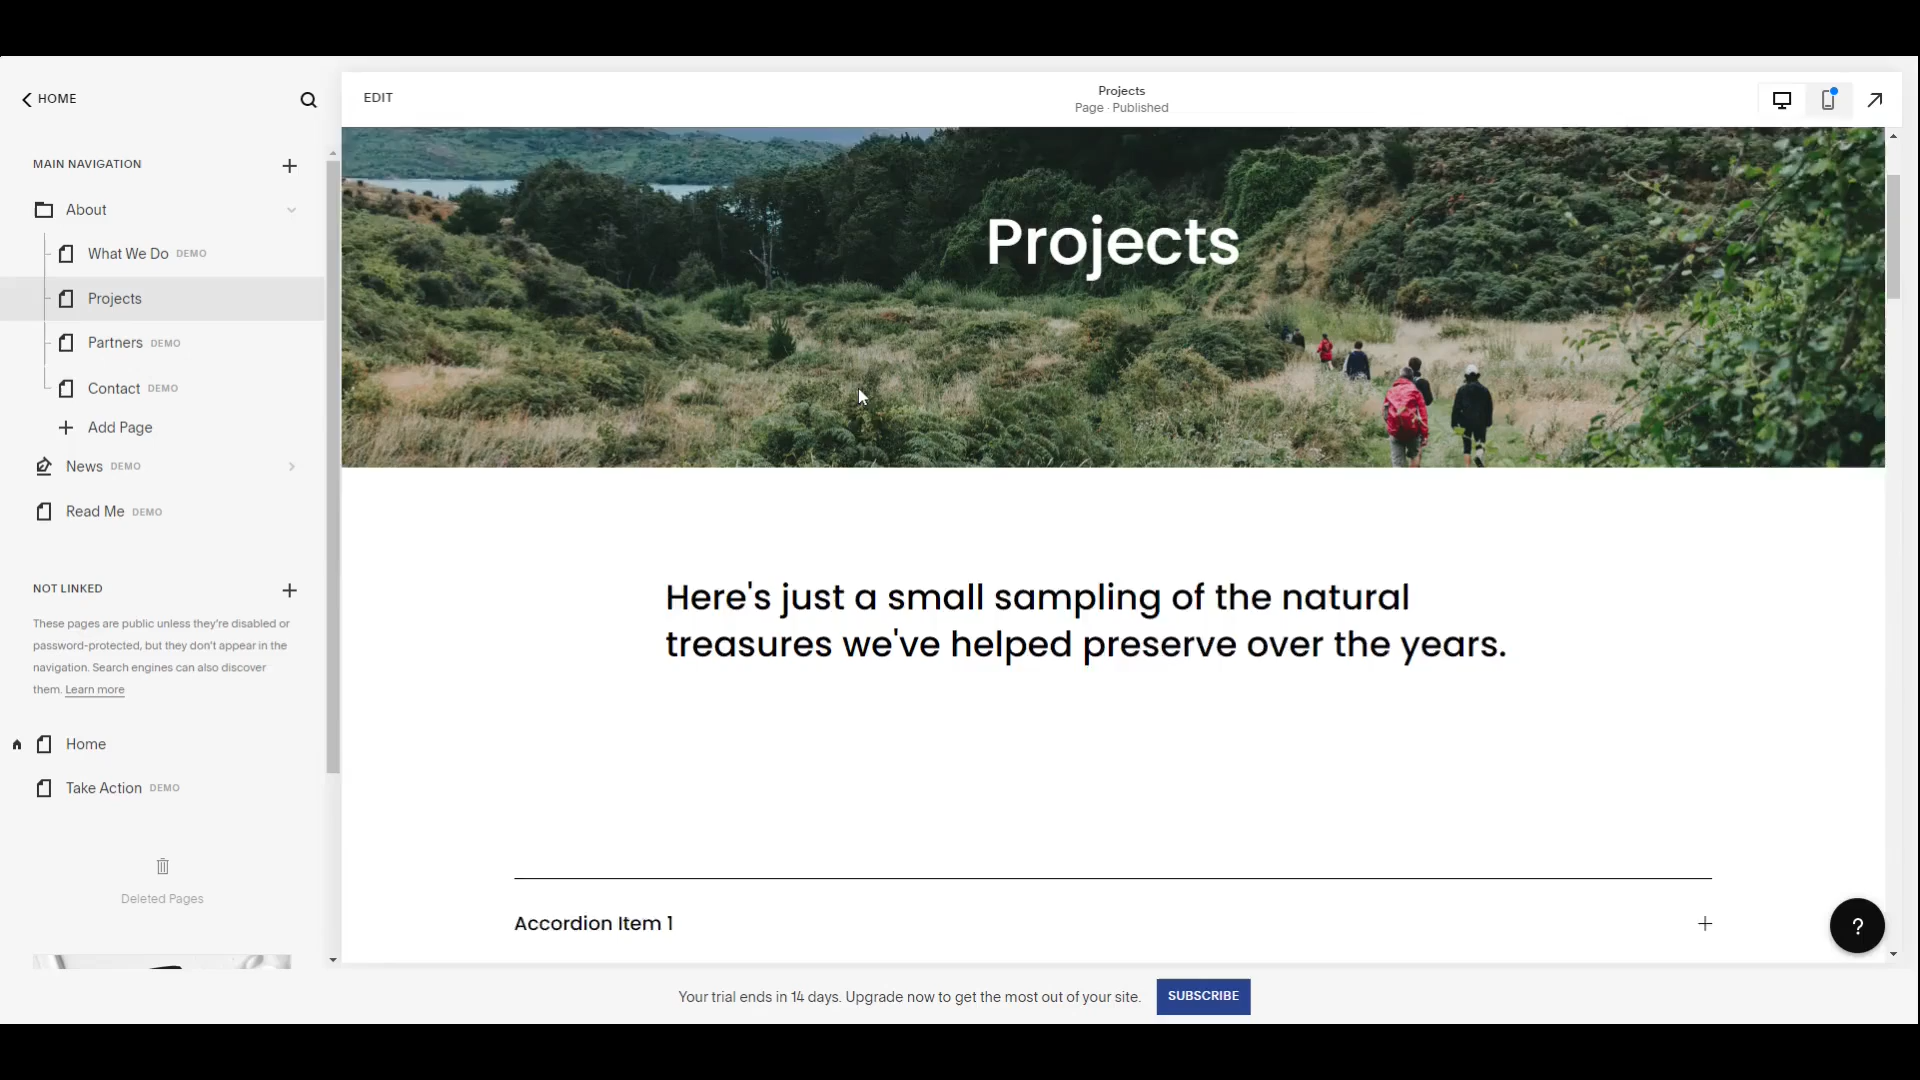 HOME
EDIT
Projects
Page · Published
MAIN NAVIGATION
About
What We Do DEMO
Projects
Partners DEMO
Contact DEMO
Add Page
News DEMO
Read Me DEMO
NOT LINKED
These pages are public unless they're disabled or
password-protected, but they don't appear in the
navigation. Search engines can also discover
them. Learn more
Home
Take Action DEMO
Deleted Pages
Projects
Here's just a small sampling of the natural
treasures we've helped preserve over the years.
Accordion Item 1
?
Your trial ends in 14 days. Upgrade now to get the most out of your site.
SUBSCRIBE